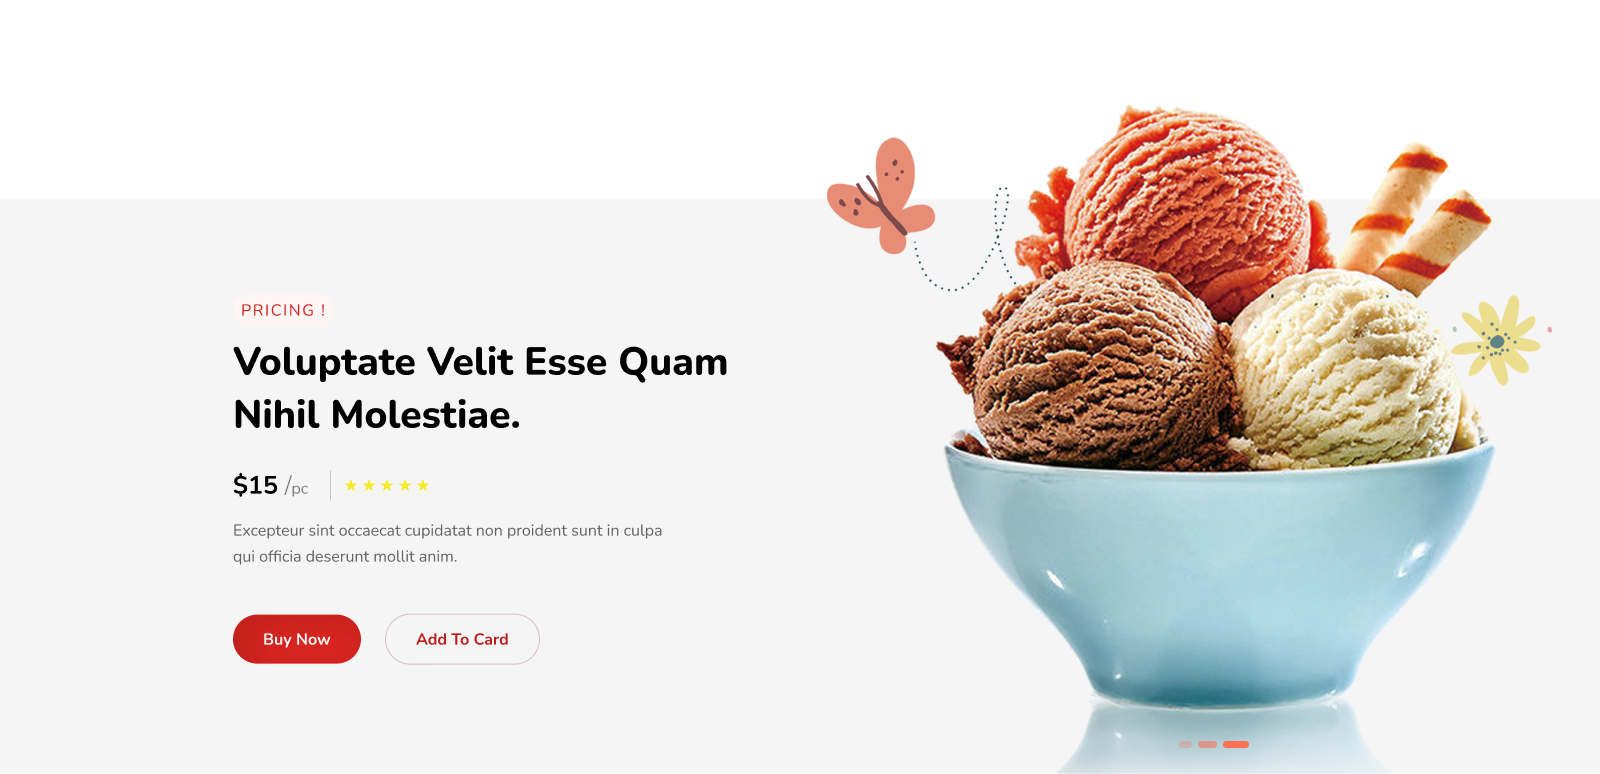 PRICING !
Voluptate Velit Esse Quam
Nihil Molestiae.
$15 /pc
Excepteur sint occaecat cupidatat non proident sunt in culpa
qui officia deserunt mollit anim.
Buy Now
Add To Card